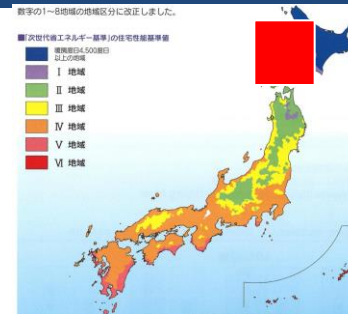 数字の1〜8地域の地域区分に改正しました。
■「次世代省エネルギー基準」の住宅性能基準値
暖房度日4,500度日
以上の地域
Ⅰ 地域
Ⅱ 地域
Ⅲ 地域
Ⅳ 地域
Ⅴ 地域
Ⅵ 地域